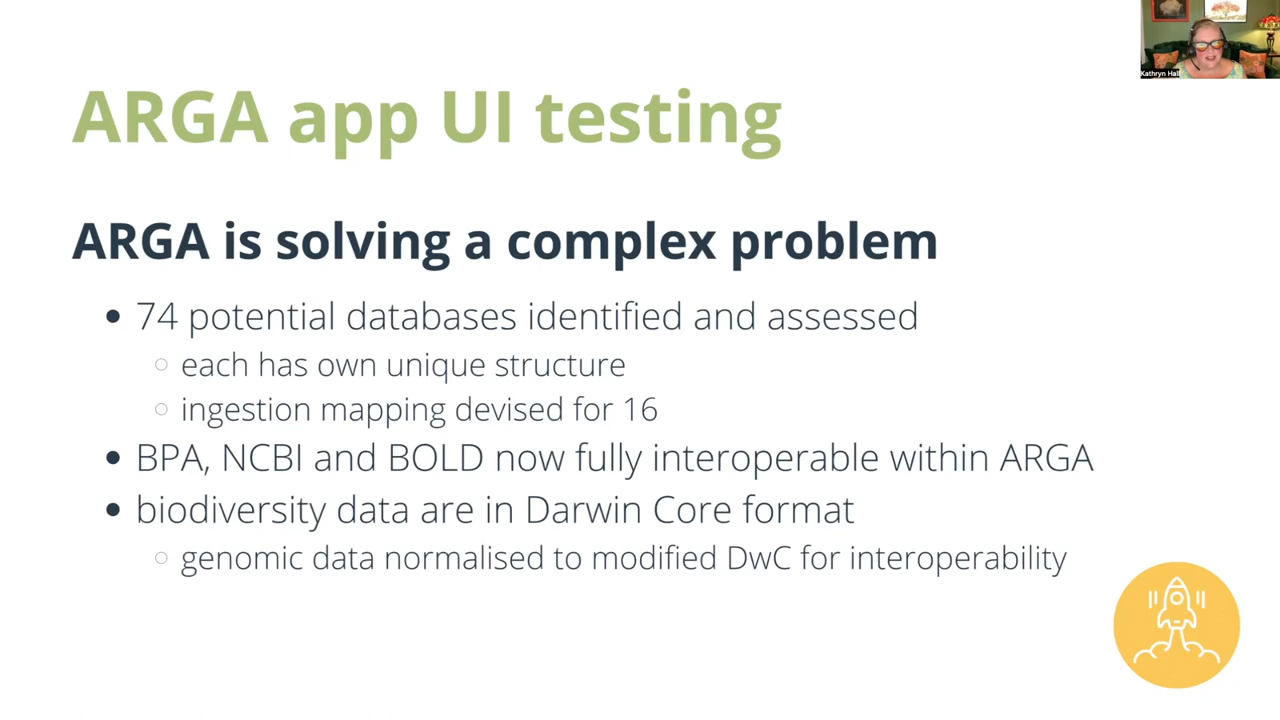 Kathryn Hall
ARGA app UI testing
ARGA is solving a complex problem
74 potential databases identified and assessed
each has own unique structure
ingestion mapping devised for 16
BPA, NCBI and BOLD now fully interoperable within ARGA
biodiversity data are in Darwin Core format
genomic data normalised to modified DwC for interoperability